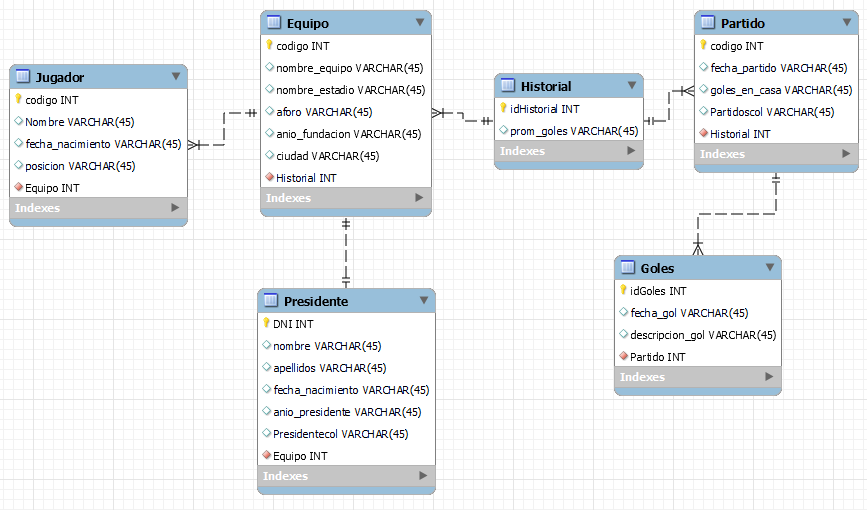 Jugador
codigo INT
Nombre VARCHAR(45)
fecha_nacimiento VARCHAR(45)
posicion VARCHAR(45)
Equipo INT
Indexes
Equipo
codigo INT
nombre_equipo VARCHAR(45)
nombre_estadio VARCHAR(45)
aforo VARCHAR(45)
anio_fundacion VARCHAR(45)
ciudad VARCHAR(45)
Historial INT
Indexes
Historial
idHistorial INT
prom_goles VARCHAR(45)
Indexes
Partido
codigo INT
fecha_partido VARCHAR(45)
goles_en_casa VARCHAR(45)
Partidoscol VARCHAR(45)
Historial INT
Indexes
Presidente
DNI INT
nombre VARCHAR(45)
apellidos VARCHAR(45)
fecha_nacimiento VARCHAR(45)
anio_presidente VARCHAR(45)
Presidentecol VARCHAR(45)
Equipo INT
Indexes
Goles
idGoles INT
fecha_gol VARCHAR(45)
descripcion_gol VARCHAR(45)
Partido INT
Indexes